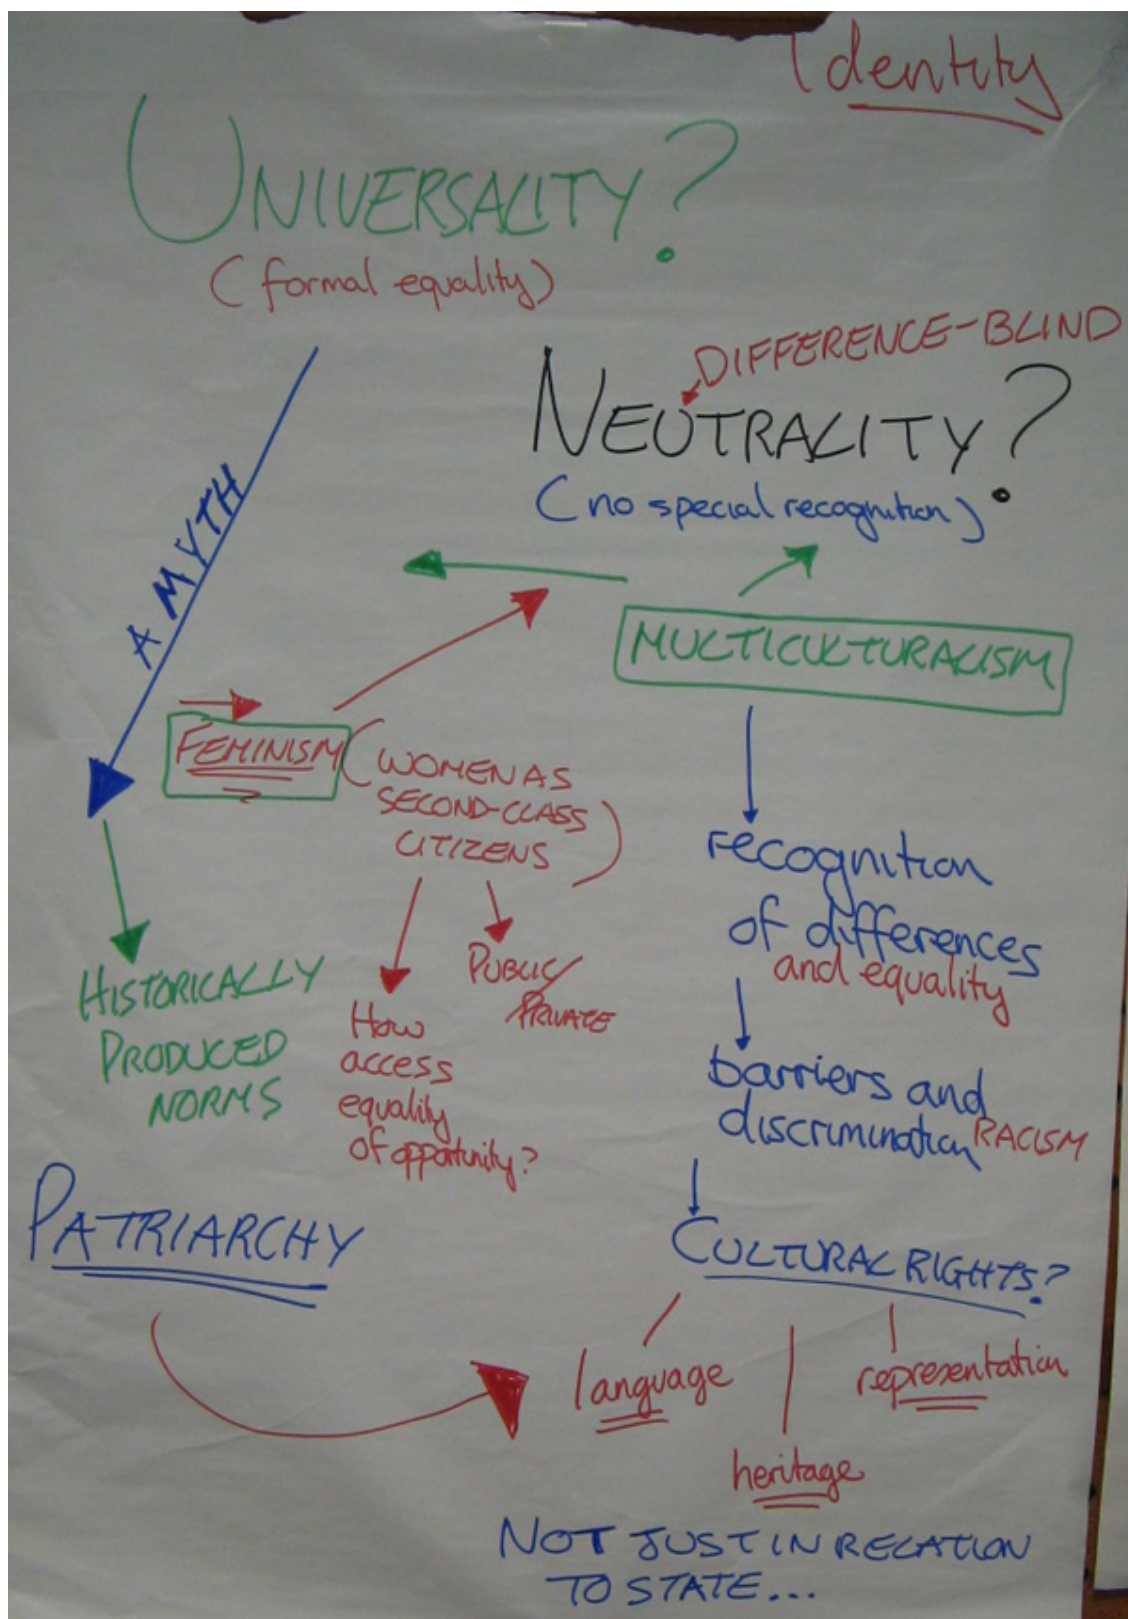 Identity
UNIVERSALITY?
(formal equality)
DIFFERENCE-BLIND
NEUTRALITY?
(no special recognition)
A MYTH
MULTICULTURALISM
FEMINISM
(WOMEN AS
SECOND-CLASS
CITIZENS)
recognition
of differences
and equality
HISTORICALLY
PRODUCED
NORMS
PUBLIC/
PRIVATE
How
access
equality
of opportunity?
barriers and
discrimination RACISM
PATRIARCHY
CULTURAL RIGHTS?
language
representation
heritage
NOT JUST IN RELATION
TO STATE...